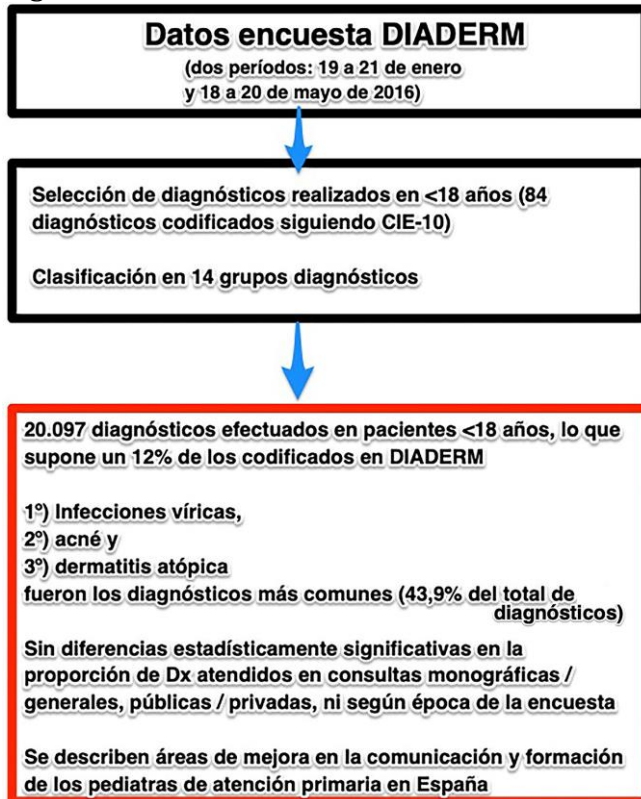 Datos encuesta DIADERM
(dos períodos: 19 a 21 de enero
y 18 a 20 de mayo de 2016)
Selección de diagnósticos realizados en <18 años (84
diagnósticos codificados siguiendo CIE-10)
Clasificación en 14 grupos diagnósticos
20.097 diagnósticos efectuados en pacientes <18 años, lo que
supone un 12% de los codificados en DIADERM
1º) Infecciones víricas,
2º) acné y
3º) dermatitis atópica
fueron los diagnósticos más comunes (43,9% del total de
diagnósticos)
Sin diferencias estadísticamente significativas en la
proporción de Dx atendidos en consultas monográficas /
generales, públicas / privadas, ni según época de la encuesta
Se describen áreas de mejora en la comunicación y formación
de los pediatras de atención primaria en España